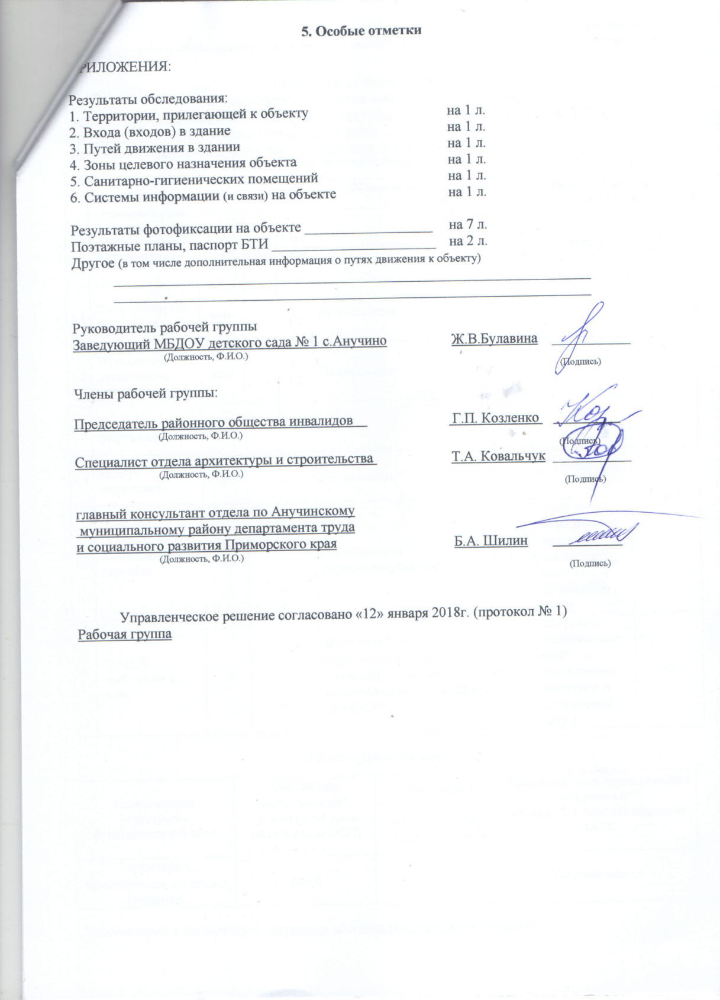 5. Особые отметки
РИЛОЖЕНИЯ:
Результаты обследования:
1. Территории, прилегающей к объекту на 1 л.
2. Входа (входов) в здание на 1 л.
3. Путей движения в здании на 1 л.
4. Зоны целевого назначения объекта на 1 л.
5. Санитарно-гигиенических помещений на 1 л.
6. Системы информации (и связи) на объекте на 1 л.
Результаты фотофиксации на объекте __________________ на 7 л.
Поэтажные планы, паспорт БТИ _______________________ на 2 л.
Другое (в том числе дополнительная информация о путях движения к объекту)
Руководитель рабочей группы
Заведующий МБДОУ детского сада № 1 с.Анучино Ж.В.Булавина
(Должность, Ф.И.О.) (Подпись)
Члены рабочей группы:
Председатель районного общества инвалидов Г.П. Козленко
(Должность, Ф.И.О.) (Подпись)
Специалист отдела архитектуры и строительства Т.А. Ковальчук
(Должность, Ф.И.О.) (Подпись)
главный консультант отдела по Анучинскому
муниципальному району департамента труда
и социального развития Приморского края Б.А. Шилин
(Должность, Ф.И.О.) (Подпись)
Управленческое решение согласовано «12» января 2018г. (протокол № 1)
Рабочая группа